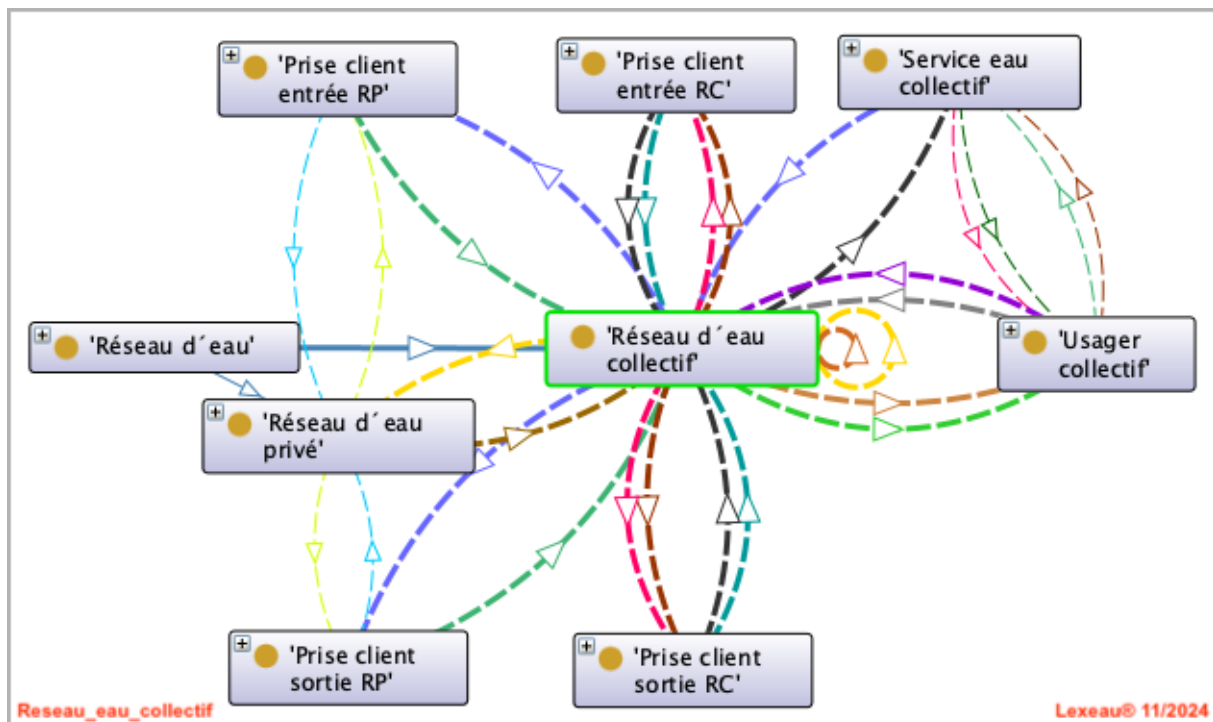 'Prise client
entrée RP'
'Prise client
entrée RC'
'Service eau
collectif'
'Réseau d´eau'
'Réseau d´eau
collectif'
'Usager
collectif'
'Réseau d´eau
privé'
'Prise client
sortie RP'
'Prise client
sortie RC'
Reseau_eau_collectif
Lexeau® 11/2024